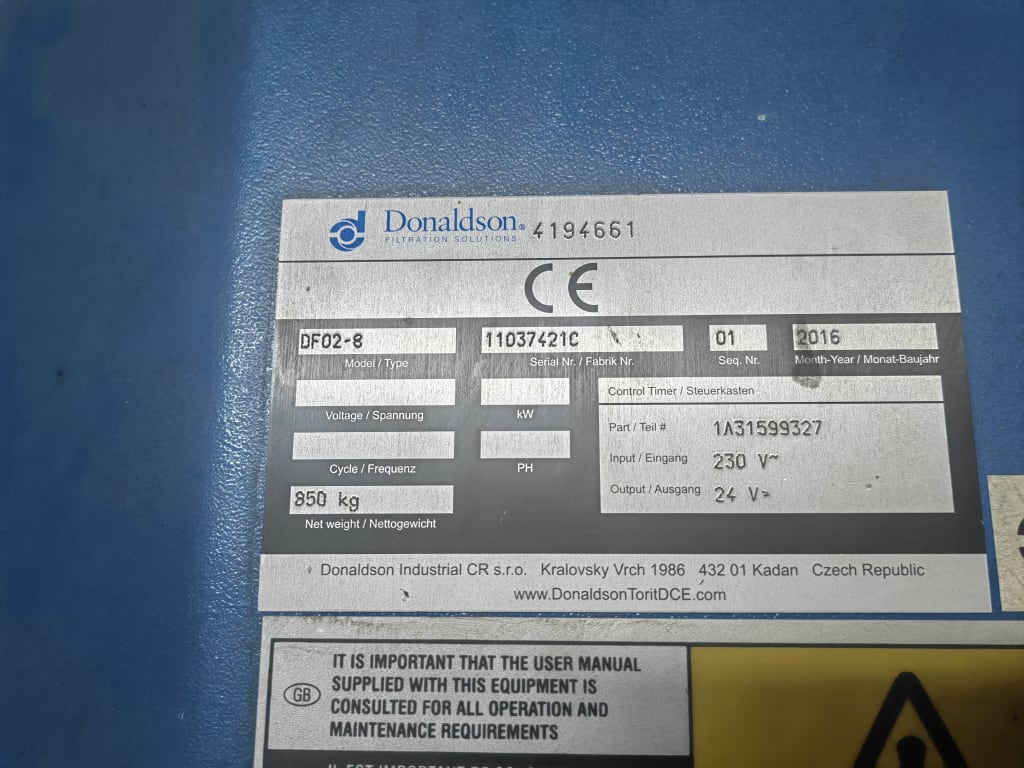 Donaldson® 4194661
FILTRATION SOLUTIONS
CE
DFO2-8 11037421C 01 2016
Model / Type Serial Nr. / Fabrik Nr. Seq. Nr. Month-Year / Monat-Baujahr
Control Timer / Steuerkasten
Voltage / Spannung kW
Part / Teil # 1A31599327
Input / Eingang 230 V~
Cycle / Frequenz PH
Output / Ausgang 24 V=
850 kg
Net weight / Nettogewicht
Donaldson Industrial CR s.r.o. Kralovsky Vrch 1986 432 01 Kadan Czech Republic
www.DonaldsonToritDCE.com
GB
IT IS IMPORTANT THAT THE USER MANUAL
SUPPLIED WITH THIS EQUIPMENT IS
CONSULTED FOR ALL OPERATION AND
MAINTENANCE REQUIREMENTS